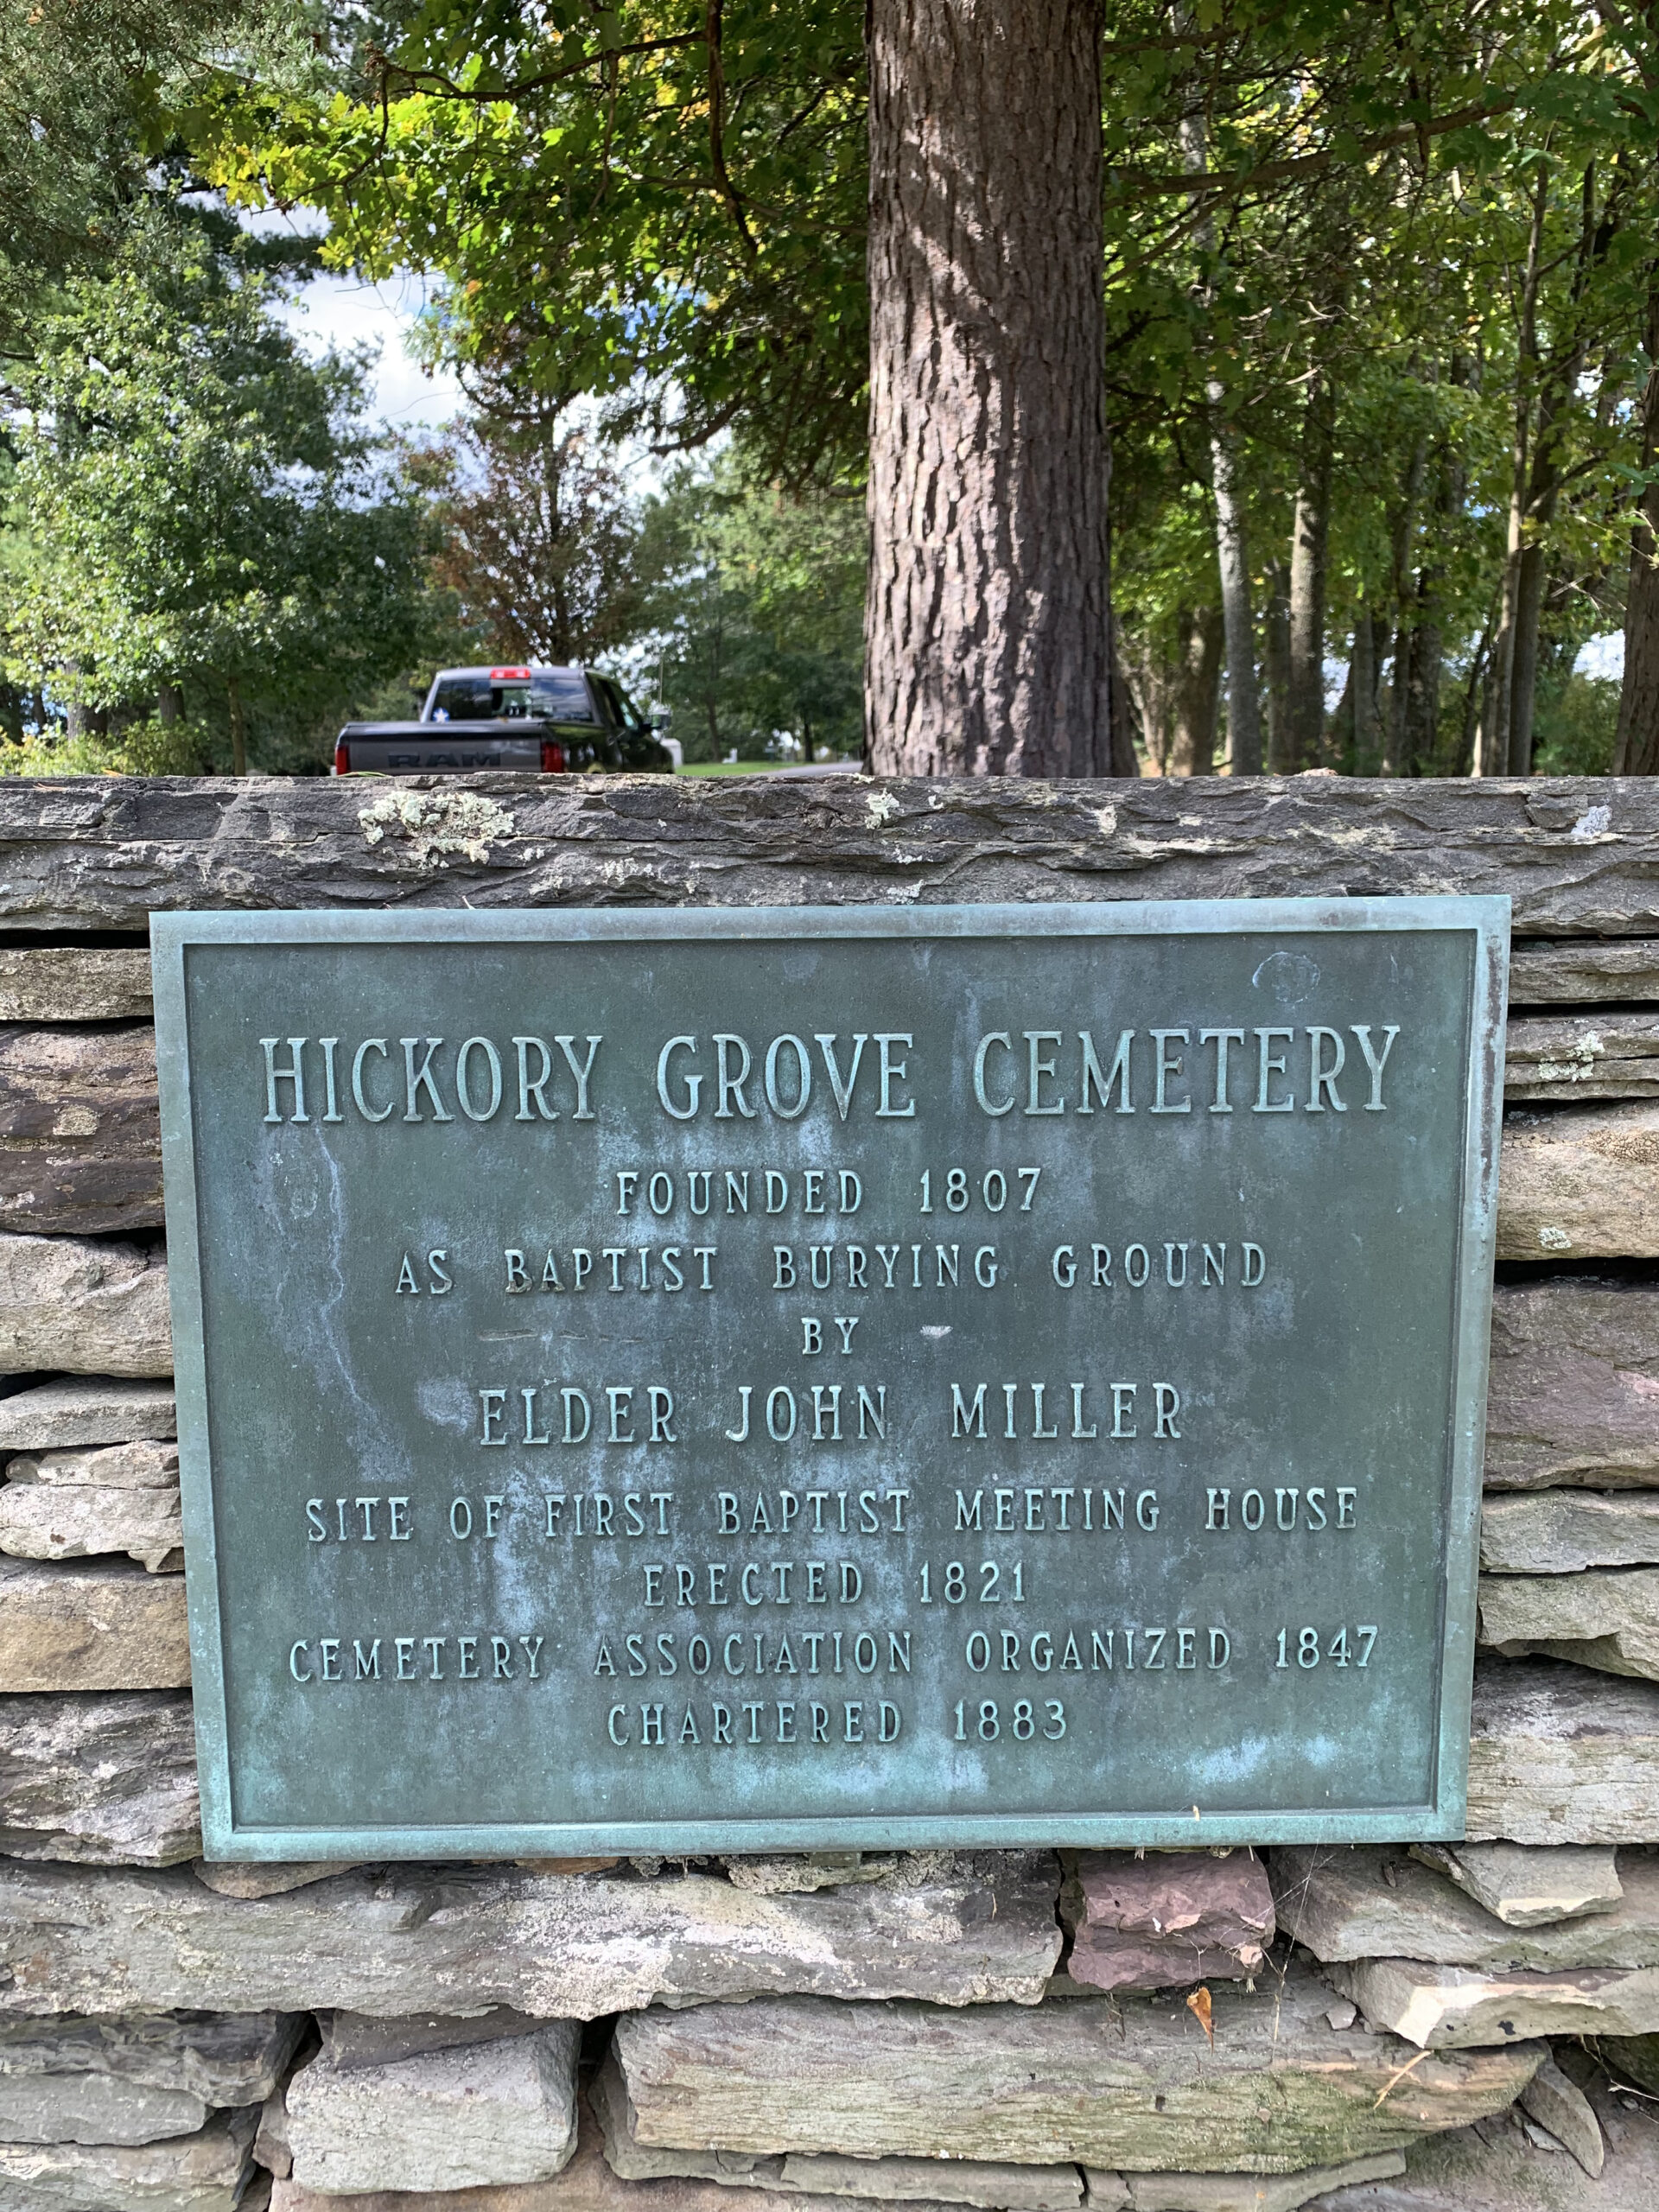 RAM
HICKORY GROVE CEMETERY
FOUNDED 1807
AS BAPTIST BURYING GROUND
BY
ELDER JOHN MILLER
SITE OF FIRST BAPTIST MEETING HOUSE
ERECTED 1821
CEMETERY ASSOCIATION ORGANIZED 1847
CHARTERED 1883